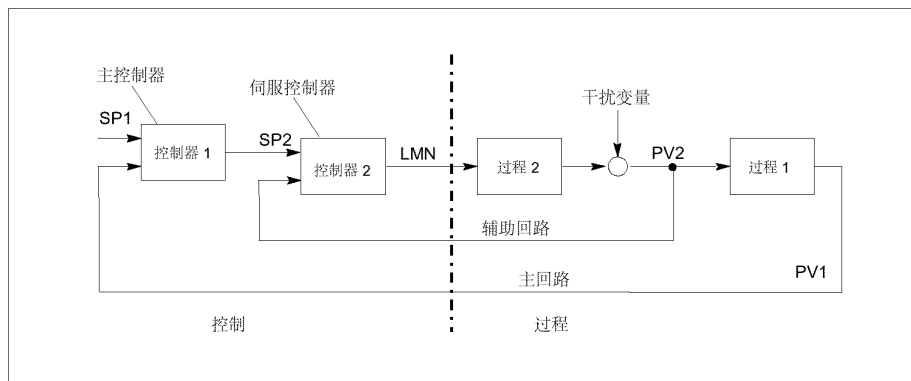 主控制器
伺服控制器
干扰变量
SP1
控制器 1
SP2
控制器 2
LMN
过程 2
PV2
过程 1
辅助回路
主回路
PV1
控制
过程